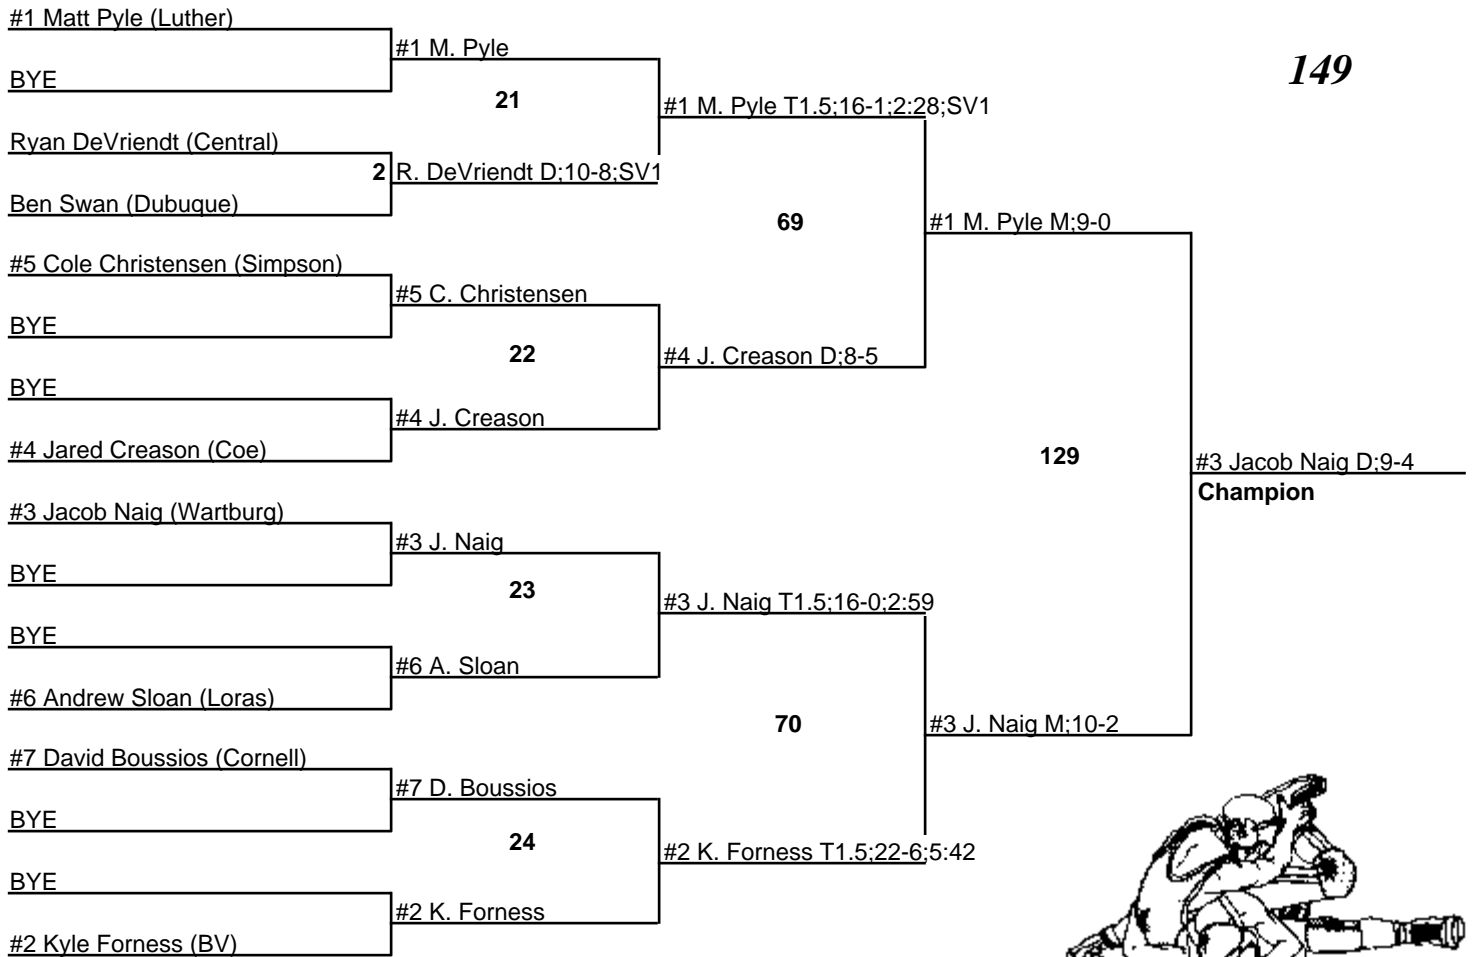 #1 Matt Pyle (Luther)
BYE
Ryan DeVriendt (Central)
Ben Swan (Dubuque)
#5 Cole Christensen (Simpson)
BYE
BYE
#4 Jared Creason (Coe)
#3 Jacob Naig (Wartburg)
BYE
BYE
#6 Andrew Sloan (Loras)
#7 David Boussios (Cornell)
BYE
BYE
#2 Kyle Forness (BV)
#1 M. Pyle
21
2 R. DeVriendt D;10-8;SV1
#5 C. Christensen
22
#4 J. Creason
#3 J. Naig
23
#6 A. Sloan
#7 D. Boussios
24
#2 K. Forness
#1 M. Pyle T1.5;16-1;2:28;SV1
69
#4 J. Creason D;8-5
#3 J. Naig T1.5;16-0;2:59
70
#2 K. Forness T1.5;22-6;5:42
#1 M. Pyle M;9-0
129
#3 J. Naig M;10-2
149
#3 Jacob Naig D;9-4
Champion